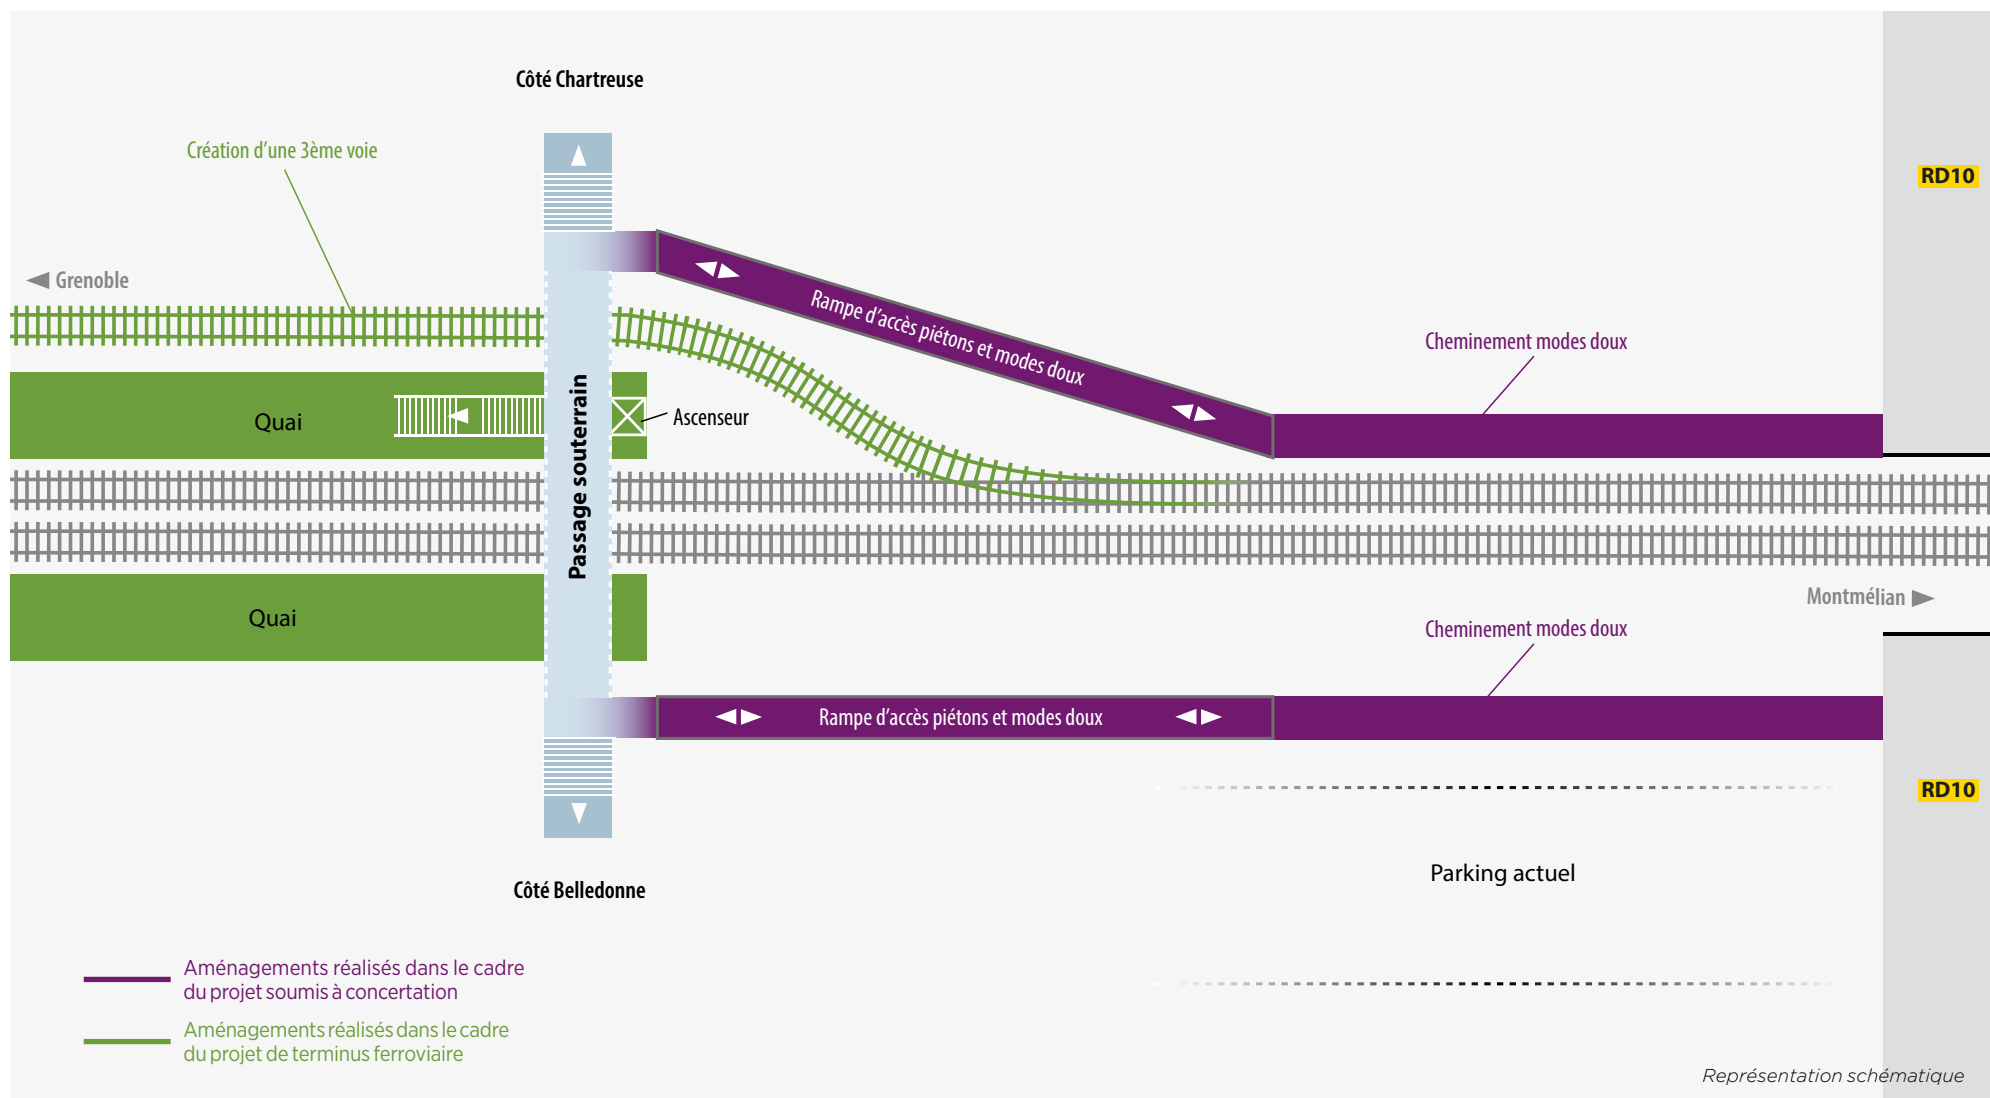 Côté Chartreuse
Création d'une 3ème voie
RD10
Grenoble
Rampe d'accès piétons et modes doux
Cheminement modes doux
Quai
Ascenseur
Passage souterrain
Quai
Montmélian
Cheminement modes doux
Rampe d'accès piétons et modes doux
RD10
Parking actuel
Côté Belledonne
Aménagements réalisés dans le cadre
du projet soumis à concertation
Aménagements réalisés dans le cadre
du projet de terminus ferroviaire
Représentation schématique